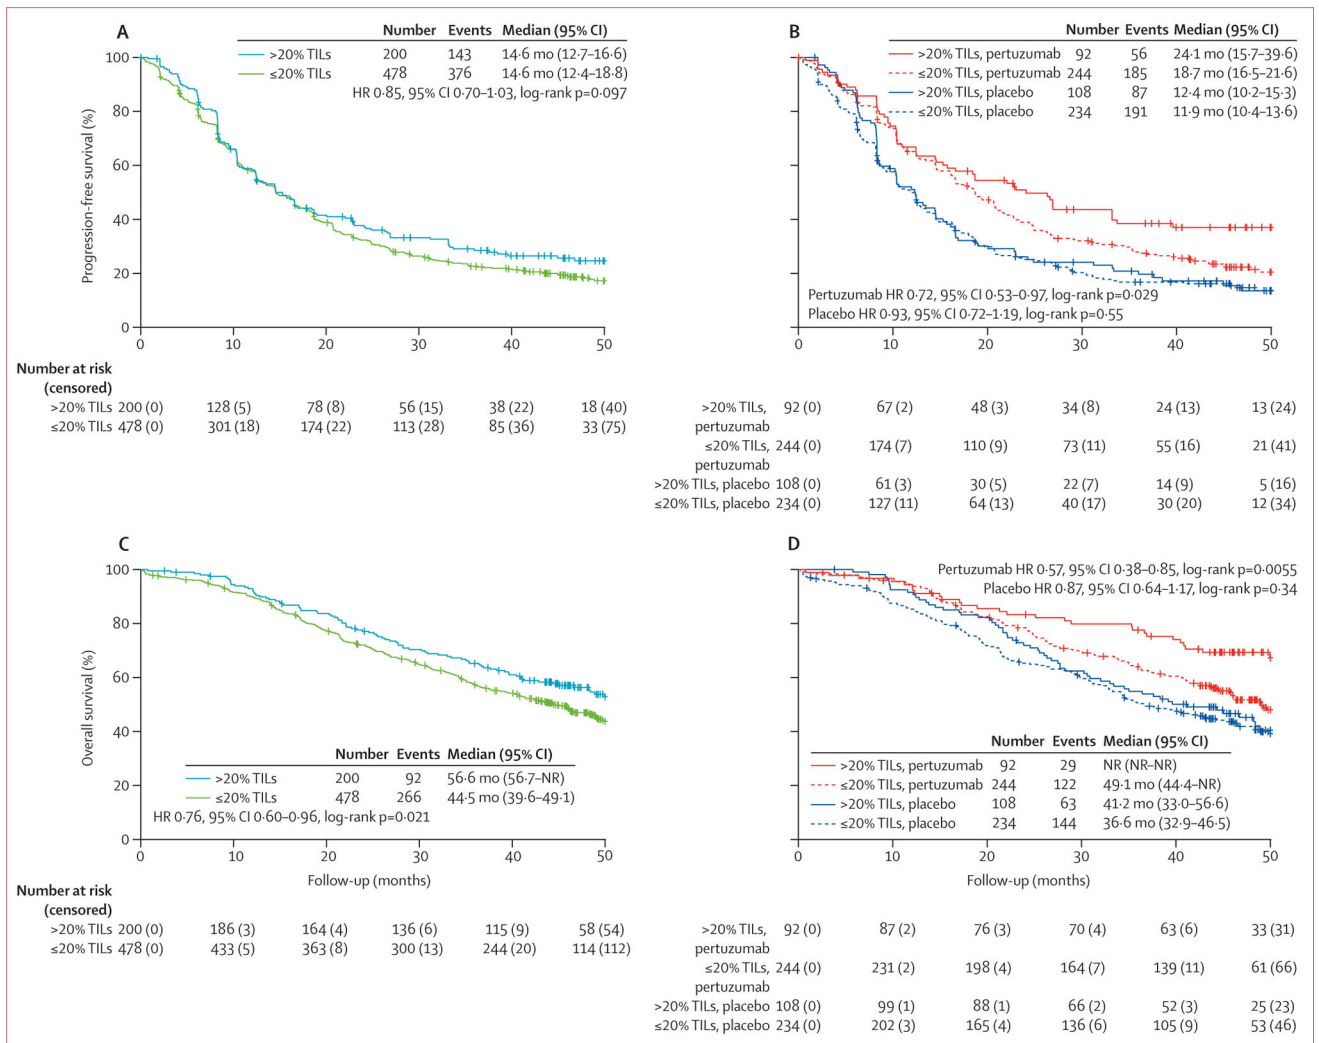 A
Number Events Median (95% CI)
>20% TILs 200 143 14·6 mo (12·7–16·6)
≤20% TILs 478 376 14·6 mo (12·4–18·8)
HR 0·85, 95% CI 0·70–1·03, log-rank p=0·097
Progression-free survival (%)
100
80
60
40
20
0
0 10 20 30 40 50
Number at risk
(censored)
>20% TILs 200 (0) 128 (5) 78 (8) 56 (15) 38 (22) 18 (40)
≤20% TILs 478 (0) 301 (18) 174 (22) 113 (28) 85 (36) 33 (75)
B
Number Events Median (95% CI)
>20% TILs, pertuzumab 92 56 24·1 mo (15·7–39·6)
≤20% TILs, pertuzumab 244 185 18·7 mo (16·5–21·6)
>20% TILs, placebo 108 87 12·4 mo (10·2–15·3)
≤20% TILs, placebo 234 191 11·9 mo (10·4–13·6)
100
80
60
40
20
0
Pertuzumab HR 0·72, 95% CI 0·53–0·97, log-rank p=0·029
Placebo HR 0·93, 95% CI 0·72–1·19, log-rank p=0·55
0 10 20 30 40 50
>20% TILs, 92 (0) 67 (2) 48 (3) 34 (8) 24 (13) 13 (24)
pertuzumab
≤20% TILs, 244 (0) 174 (7) 110 (9) 73 (11) 55 (16) 21 (41)
pertuzumab
>20% TILs, placebo 108 (0) 61 (3) 30 (5) 22 (7) 14 (9) 5 (16)
≤20% TILs, placebo 234 (0) 127 (11) 64 (13) 40 (17) 30 (20) 12 (34)
C
Overall survival (%)
100
80
60
40
20
0
Number Events Median (95% CI)
>20% TILs 200 92 56·6 mo (56·7–NR)
≤20% TILs 478 266 44·5 mo (39·6–49·1)
HR 0·76, 95% CI 0·60–0·96, log-rank p=0·021
0 10 20 30 40 50
Follow-up (months)
Number at risk
(censored)
>20% TILs 200 (0) 186 (3) 164 (4) 136 (6) 115 (9) 58 (54)
≤20% TILs 478 (0) 433 (5) 363 (8) 300 (13) 244 (20) 114 (112)
D
Pertuzumab HR 0·57, 95% CI 0·38–0·85, log-rank p=0·0055
Placebo HR 0·87, 95% CI 0·64–1·17, log-rank p=0·34
100
80
60
40
20
0
Number Events Median (95% CI)
>20% TILs, pertuzumab 92 29 NR (NR–NR)
≤20% TILs, pertuzumab 244 122 49·1 mo (44·4–NR)
>20% TILs, placebo 108 63 41·2 mo (33·0–56·6)
≤20% TILs, placebo 234 144 36·6 mo (32·9–46·5)
0 10 20 30 40 50
Follow-up (months)
>20% TILs, 92 (0) 87 (2) 76 (3) 70 (4) 63 (6) 33 (31)
pertuzumab
≤20% TILs, 244 (0) 231 (2) 198 (4) 164 (7) 139 (11) 61 (66)
pertuzumab
>20% TILs, placebo 108 (0) 99 (1) 88 (1) 66 (2) 52 (3) 25 (23)
≤20% TILs, placebo 234 (0) 202 (3) 165 (4) 136 (6) 105 (9) 53 (46)